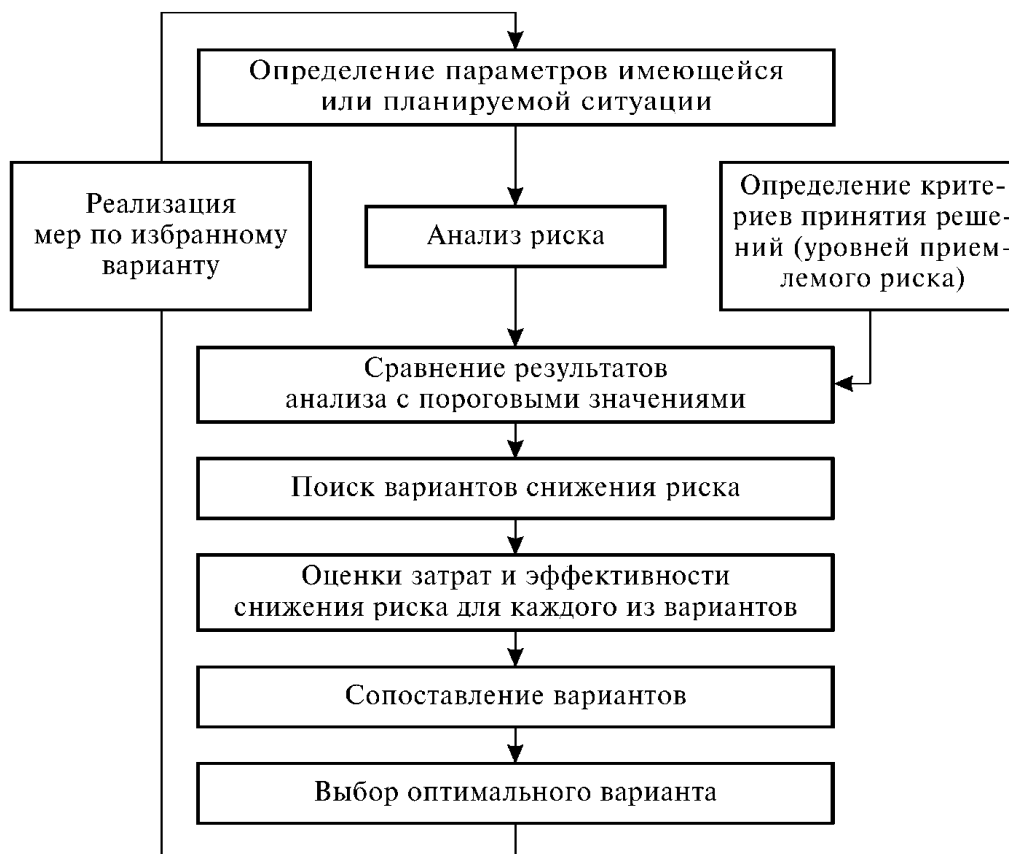 Определение параметров имеющейся
или планируемой ситуации
Реализация
мер по избранному
варианту
Анализ риска
Определение крите-
риев принятия реше-
ний (уровней прием-
лемого риска)
Сравнение результатов
анализа с пороговыми значениями
Поиск вариантов снижения риска
Оценки затрат и эффективности
снижения риска для каждого из вариантов
Сопоставление вариантов
Выбор оптимального варианта